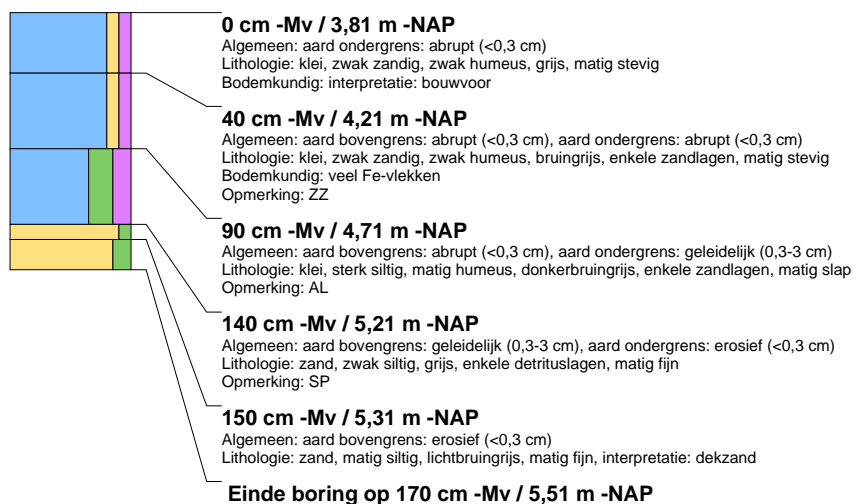 0 cm -Mv / 3,81 m -NAP
Algemeen: aard ondergrens: abrupt (<0,3 cm)
Lithologie: klei, zwak zandig, zwak humeus, grijs, matig stevig
Bodemkundig: interpretatie: bouwvoor
40 cm -Mv / 4,21 m -NAP
Algemeen: aard bovengrens: abrupt (<0,3 cm), aard ondergrens: abrupt (<0,3 cm)
Lithologie: klei, zwak zandig, zwak humeus, bruingrijs, enkele zandlagen, matig stevig
Bodemkundig: veel Fe-vlekken
Opmerking: ZZ
90 cm -Mv / 4,71 m -NAP
Algemeen: aard bovengrens: abrupt (<0,3 cm), aard ondergrens: geleidelijk (0,3-3 cm)
Lithologie: klei, sterk siltig, matig humeus, donkerbruingrijs, enkele zandlagen, matig slap
Opmerking: AL
140 cm -Mv / 5,21 m -NAP
Algemeen: aard bovengrens: geleidelijk (0,3-3 cm), aard ondergrens: erosief (<0,3 cm)
Lithologie: zand, zwak siltig, grijs, enkele detrituslagen, matig fijn
Opmerking: SP
150 cm -Mv / 5,31 m -NAP
Algemeen: aard bovengrens: erosief (<0,3 cm)
Lithologie: zand, matig siltig, lichtbruingrijs, matig fijn, interpretatie: dekzand
Einde boring op 170 cm -Mv / 5,51 m -NAP